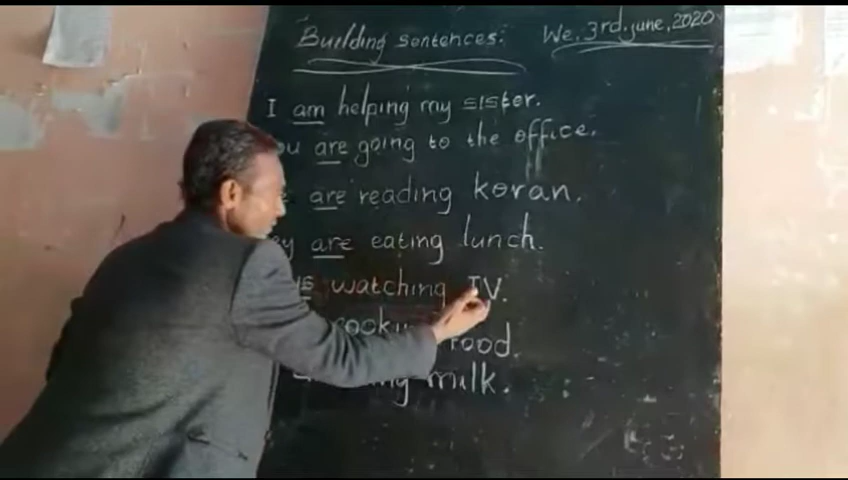 Building sentences:
We, 3rd, june, 2020
I am helping my sister.
are going to the office.
are reading koran.
are eating lunch.
watching TV.
food.
milk.